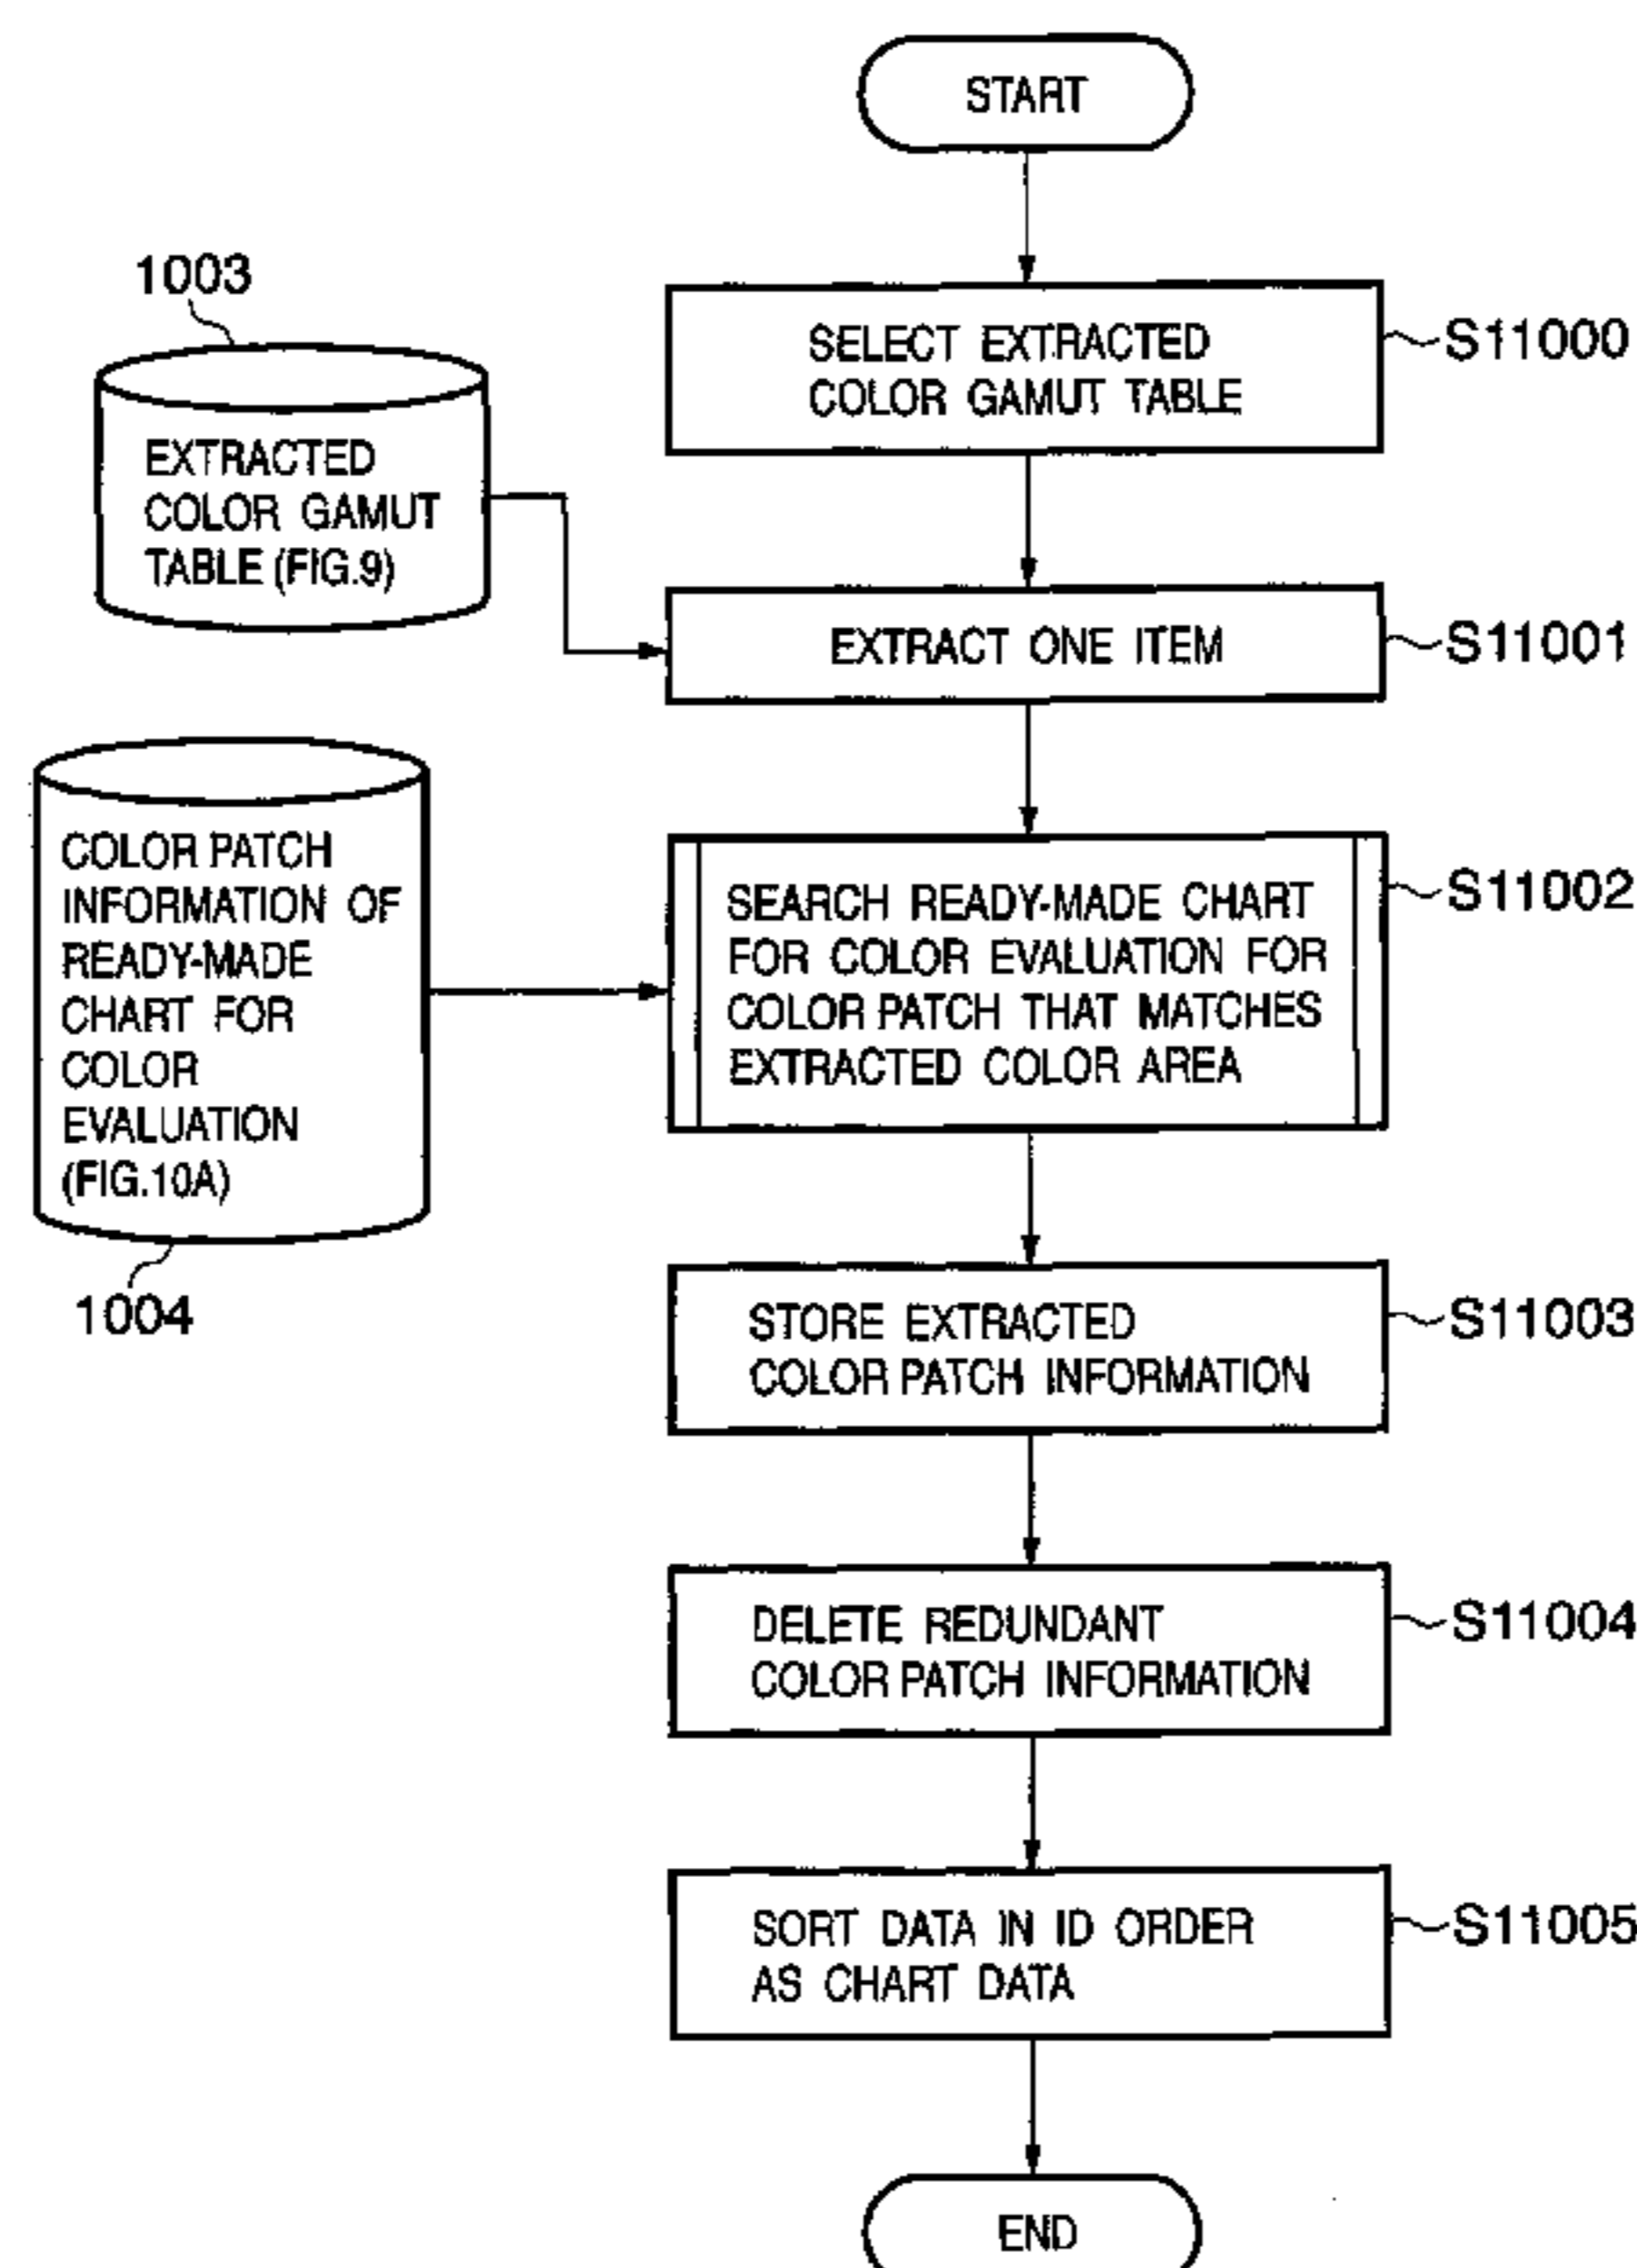 START
SELECT EXTRACTED
COLOR GAMUT TABLE
S11000
1003
EXTRACTED
COLOR GAMUT
TABLE (FIG.9)
EXTRACT ONE ITEM
S11001
COLOR PATCH
INFORMATION OF
READY-MADE
CHART FOR
COLOR
EVALUATION
(FIG.10A)
1004
SEARCH READY-MADE CHART
FOR COLOR EVALUATION FOR
COLOR PATCH THAT MATCHES
EXTRACTED COLOR AREA
S11002
STORE EXTRACTED
COLOR PATCH INFORMATION
S11003
DELETE REDUNDANT
COLOR PATCH INFORMATION
S11004
SORT DATA IN ID ORDER
AS CHART DATA
S11005
END